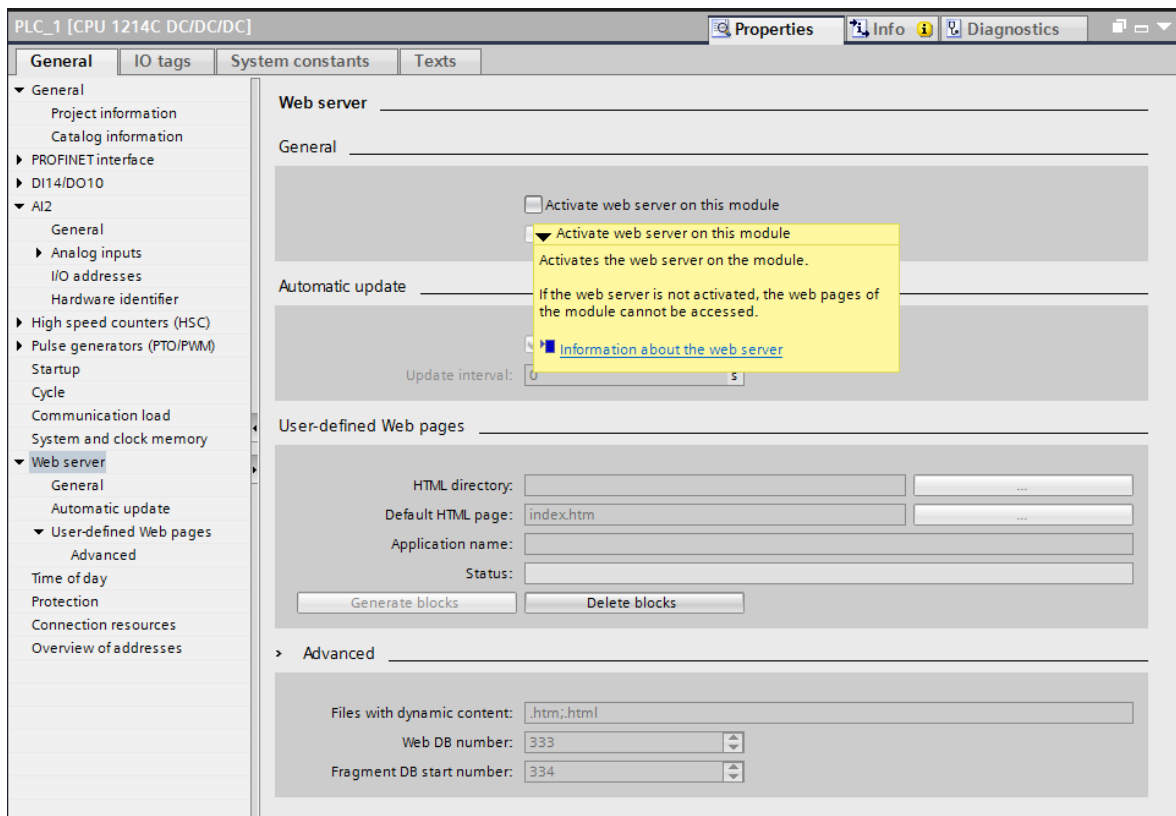 PLC_1 [CPU 1214C DC/DC/DC]
Properties
Info
Diagnostics
General
IO tags
System constants
Texts
General
Project information
Catalog information
PROFINET interface
DI14/DO10
AI2
General
Analog inputs
I/O addresses
Hardware identifier
High speed counters (HSC)
Pulse generators (PTO/PWM)
Startup
Cycle
Communication load
System and clock memory
Web server
General
Automatic update
User-defined Web pages
Advanced
Time of day
Protection
Connection resources
Overview of addresses
Web server
General
Activate web server on this module
Activate web server on this module
Activates the web server on the module.
If the web server is not activated, the web pages of
the module cannot be accessed.
Information about the web server
Automatic update
Update interval: 0 s
User-defined Web pages
HTML directory: ...
Default HTML page: index.htm ...
Application name:
Status:
Generate blocks
Delete blocks
Advanced
Files with dynamic content: .htm;.html
Web DB number: 333
Fragment DB start number: 334